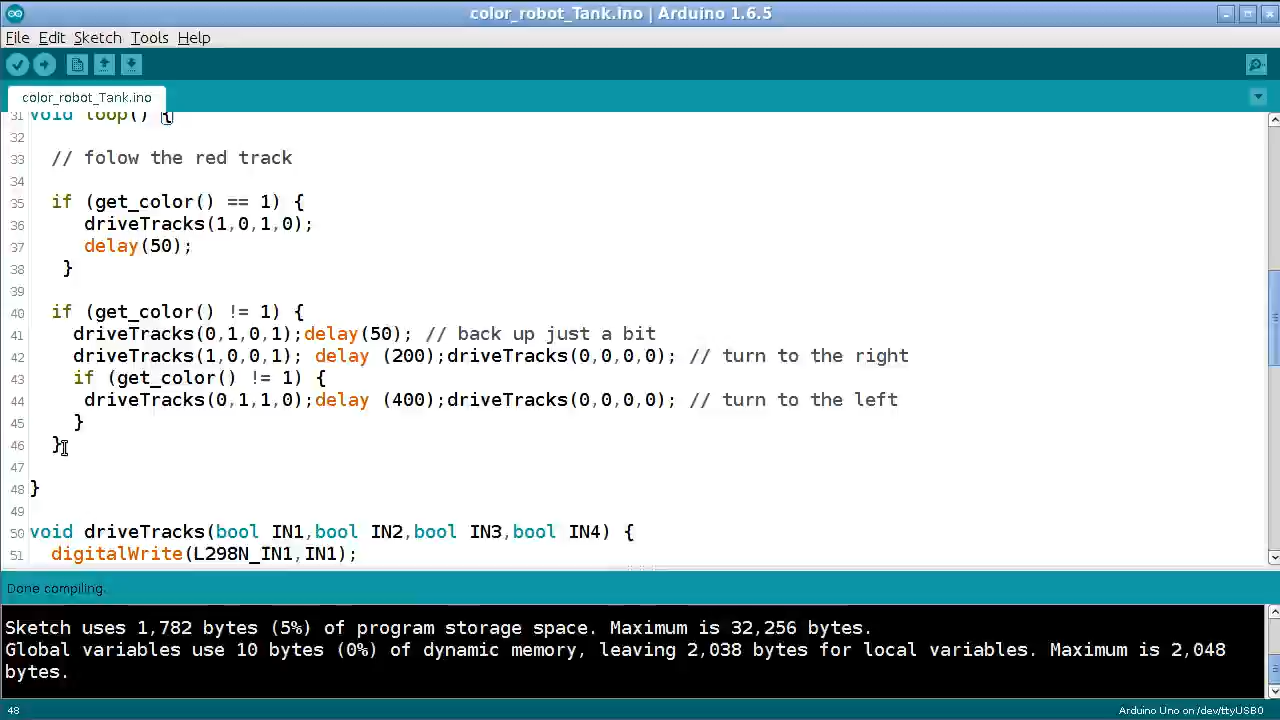 color_robot_Tank.ino | Arduino 1.6.5
File Edit Sketch Tools Help
color_robot_Tank.ino
31 void loop() {
32
33 // folow the red track
34
35 if (get_color() == 1) {
36 driveTracks(1,0,1,0);
37 delay(50);
38 }
39
40 if (get_color() != 1) {
41 driveTracks(0,1,0,1);delay(50); // back up just a bit
42 driveTracks(1,0,0,1); delay (200);driveTracks(0,0,0,0); // turn to the right
43 if (get_color() != 1) {
44 driveTracks(0,1,1,0);delay (400);driveTracks(0,0,0,0); // turn to the left
45 }
46 }
47
48 }
49
50 void driveTracks(bool IN1,bool IN2,bool IN3,bool IN4) {
51 digitalWrite(L298N_IN1,IN1);
Done compiling.
Sketch uses 1,782 bytes (5%) of program storage space. Maximum is 32,256 bytes.
Global variables use 10 bytes (0%) of dynamic memory, leaving 2,038 bytes for local variables. Maximum is 2,048
bytes.
48 Arduino Uno on /dev/ttyUSB0